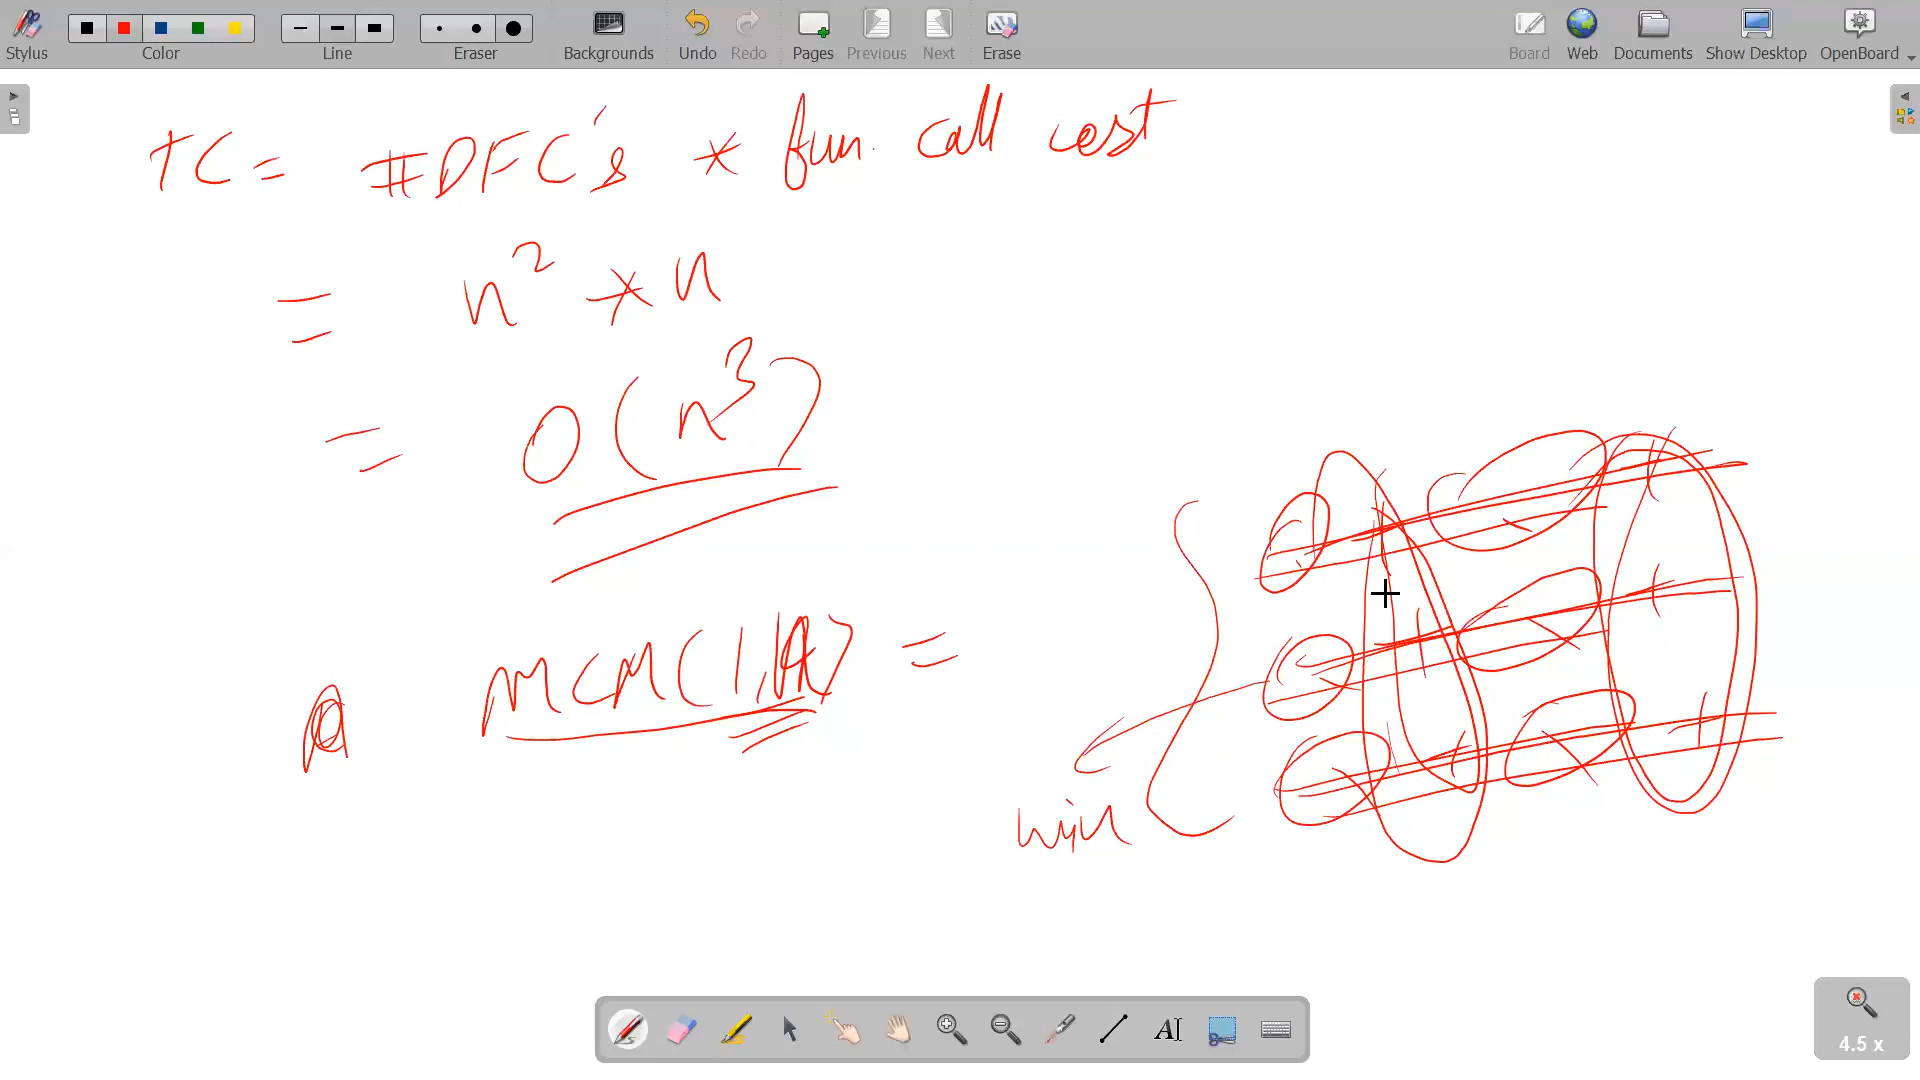 Stylus Color Line Eraser Backgrounds Undo Redo Pages Previous Next Erase Board Web Documents Show Desktop OpenBoard
TC = #DFC's * fun. call cost
= n² * n
= O(n³)
MCM(1, ) =
min
4.5 x